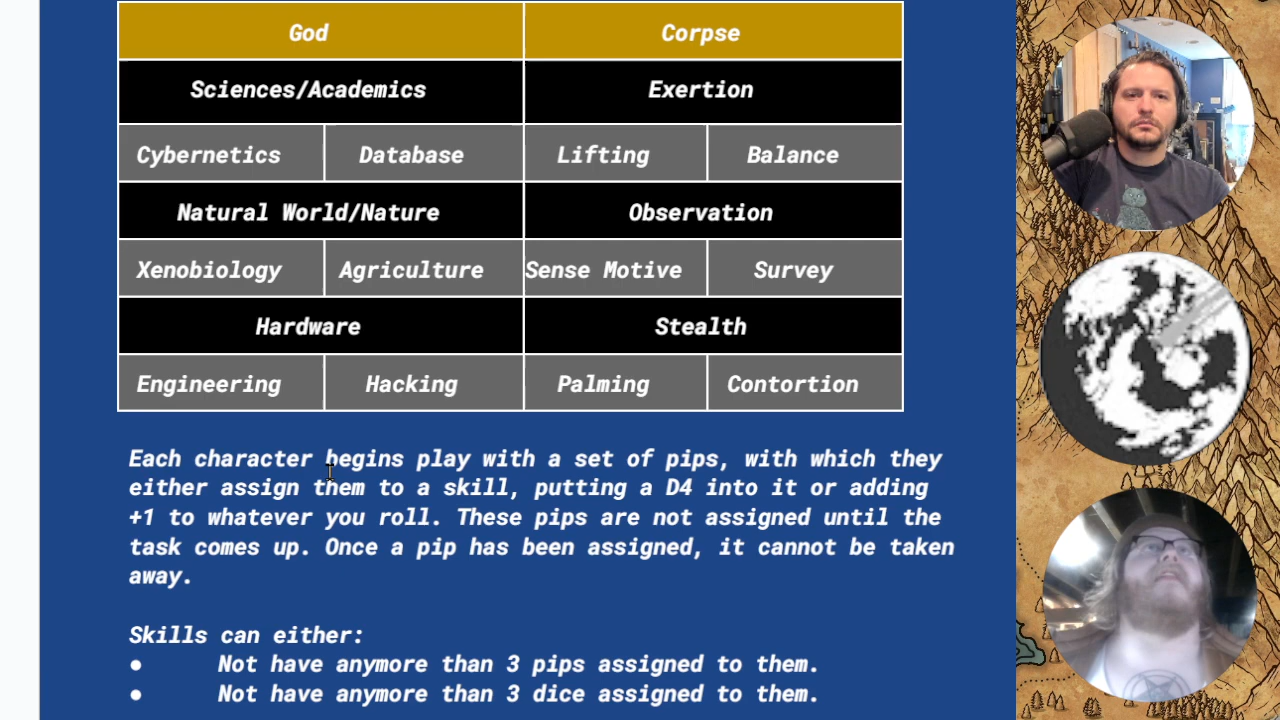 God Corpse
Sciences/Academics Exertion
Cybernetics Database Lifting Balance
Natural World/Nature Observation
Xenobiology Agriculture Sense Motive Survey
Hardware Stealth
Engineering Hacking Palming Contortion
Each character begins play with a set of pips, with which they
either assign them to a skill, putting a D4 into it or adding
+1 to whatever you roll. These pips are not assigned until the
task comes up. Once a pip has been assigned, it cannot be taken
away.
Skills can either:
● Not have anymore than 3 pips assigned to them.
● Not have anymore than 3 dice assigned to them.